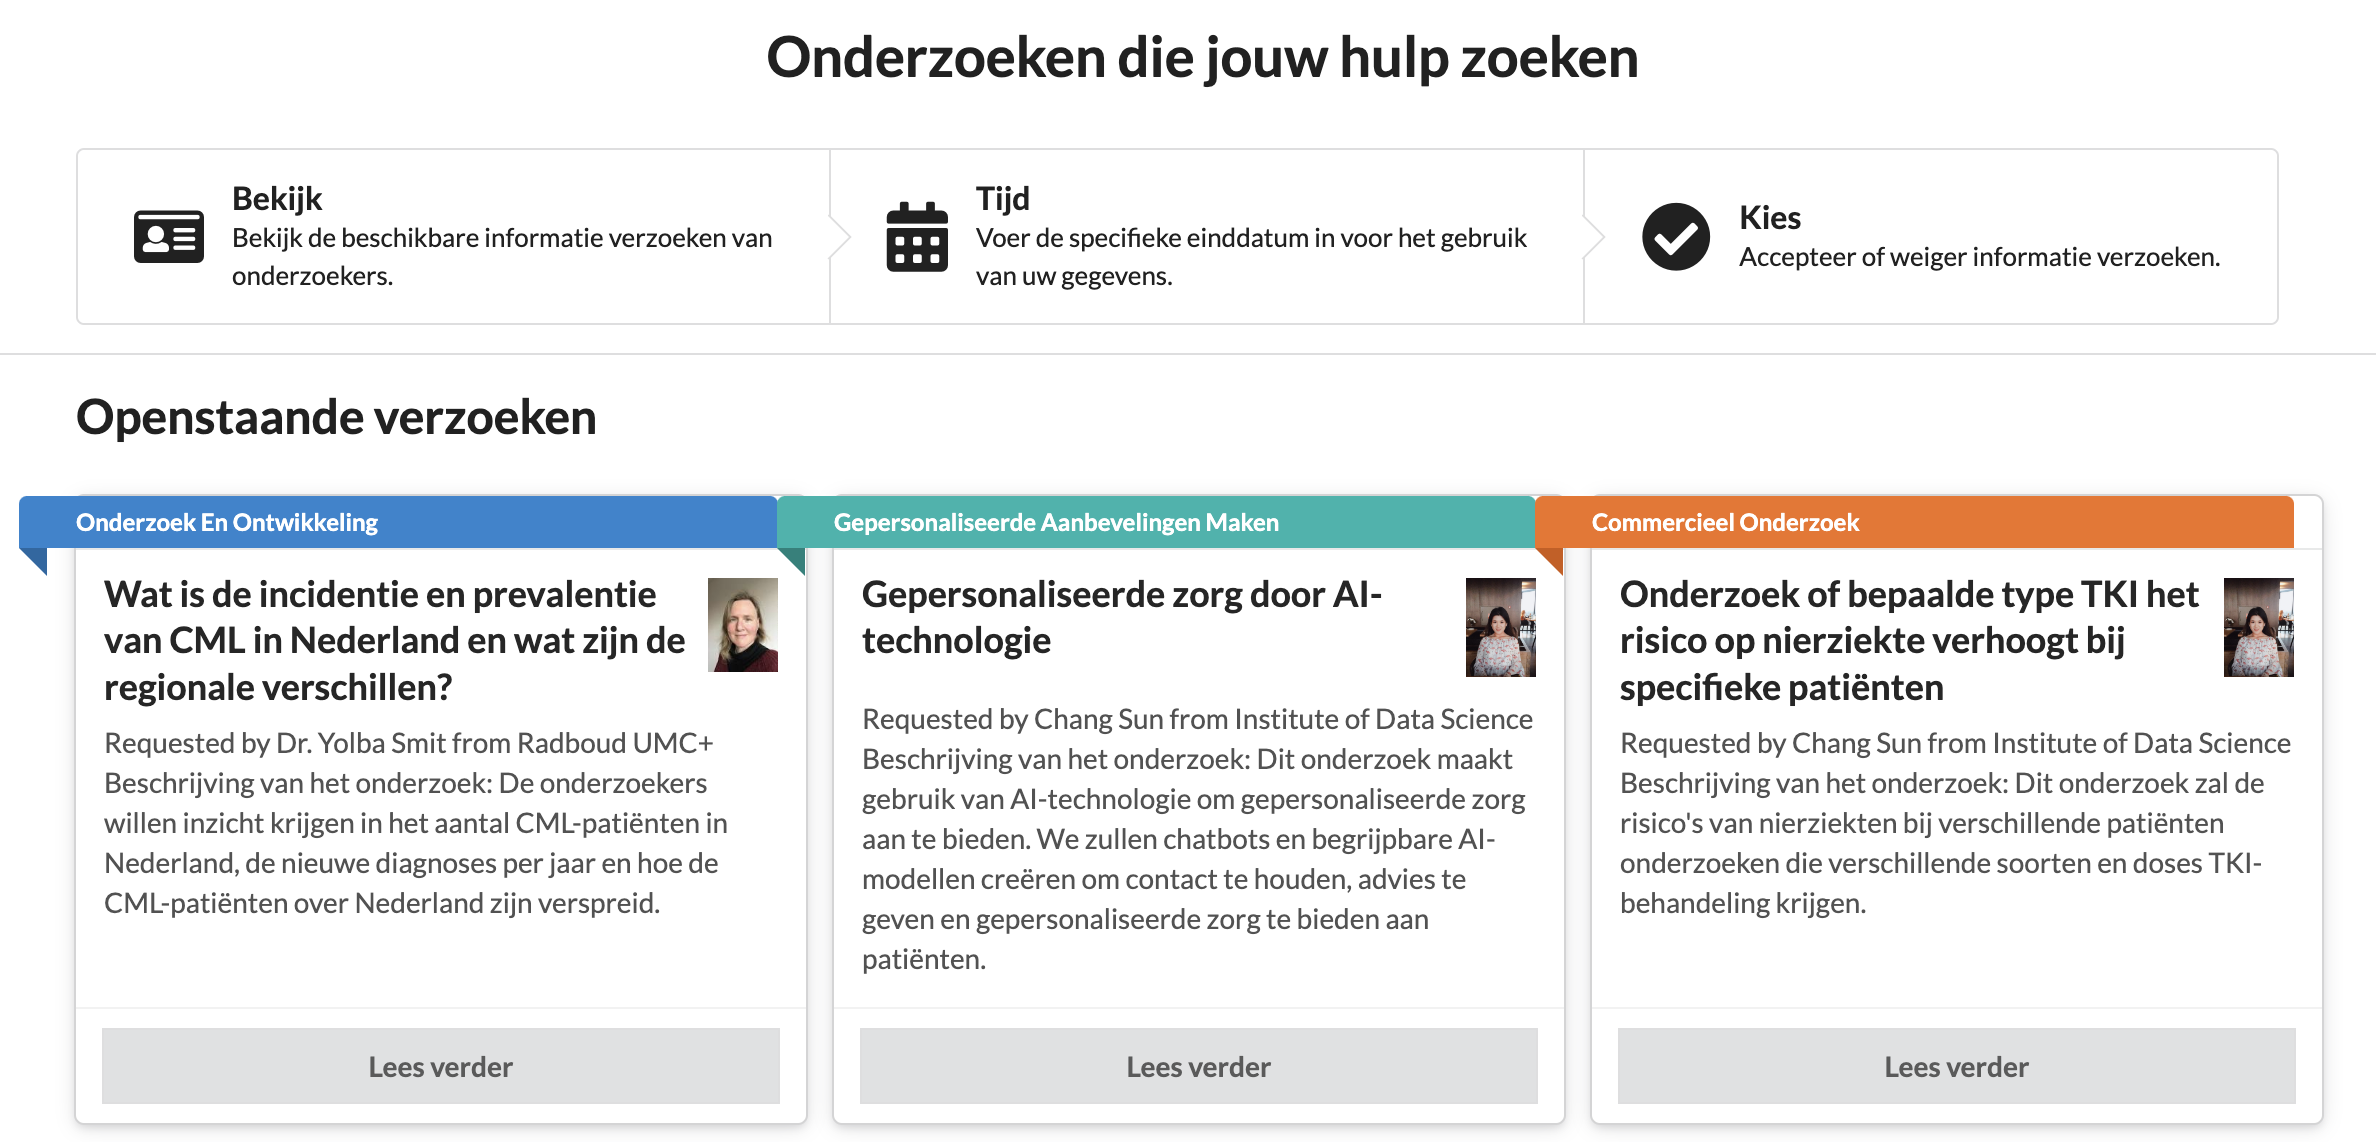 Onderzoeken die jouw hulp zoeken
Bekijk
Bekijk de beschikbare informatie verzoeken van
onderzoekers.
Tijd
Voer de specifieke einddatum in voor het gebruik
van uw gegevens.
Kies
Accepteer of weiger informatie verzoeken.
Openstaande verzoeken
Onderzoek En Ontwikkeling
Wat is de incidentie en prevalentie
van CML in Nederland en wat zijn de
regionale verschillen?
Requested by Dr. Yolba Smit from Radboud UMC+
Beschrijving van het onderzoek: De onderzoekers
willen inzicht krijgen in het aantal CML-patiënten in
Nederland, de nieuwe diagnoses per jaar en hoe de
CML-patiënten over Nederland zijn verspreid.
Lees verder
Gepersonaliseerde Aanbevelingen Maken
Gepersonaliseerde zorg door AI-
technologie
Requested by Chang Sun from Institute of Data Science
Beschrijving van het onderzoek: Dit onderzoek maakt
gebruik van AI-technologie om gepersonaliseerde zorg
aan te bieden. We zullen chatbots en begrijpbare AI-
modellen creëren om contact te houden, advies te
geven en gepersonaliseerde zorg te bieden aan
patiënten.
Lees verder
Commercieel Onderzoek
Onderzoek of bepaalde type TKI het
risico op nierziekte verhoogt bij
specifieke patiënten
Requested by Chang Sun from Institute of Data Science
Beschrijving van het onderzoek: Dit onderzoek zal de
risico's van nierziekten bij verschillende patiënten
onderzoeken die verschillende soorten en doses TKI-
behandeling krijgen.
Lees verder